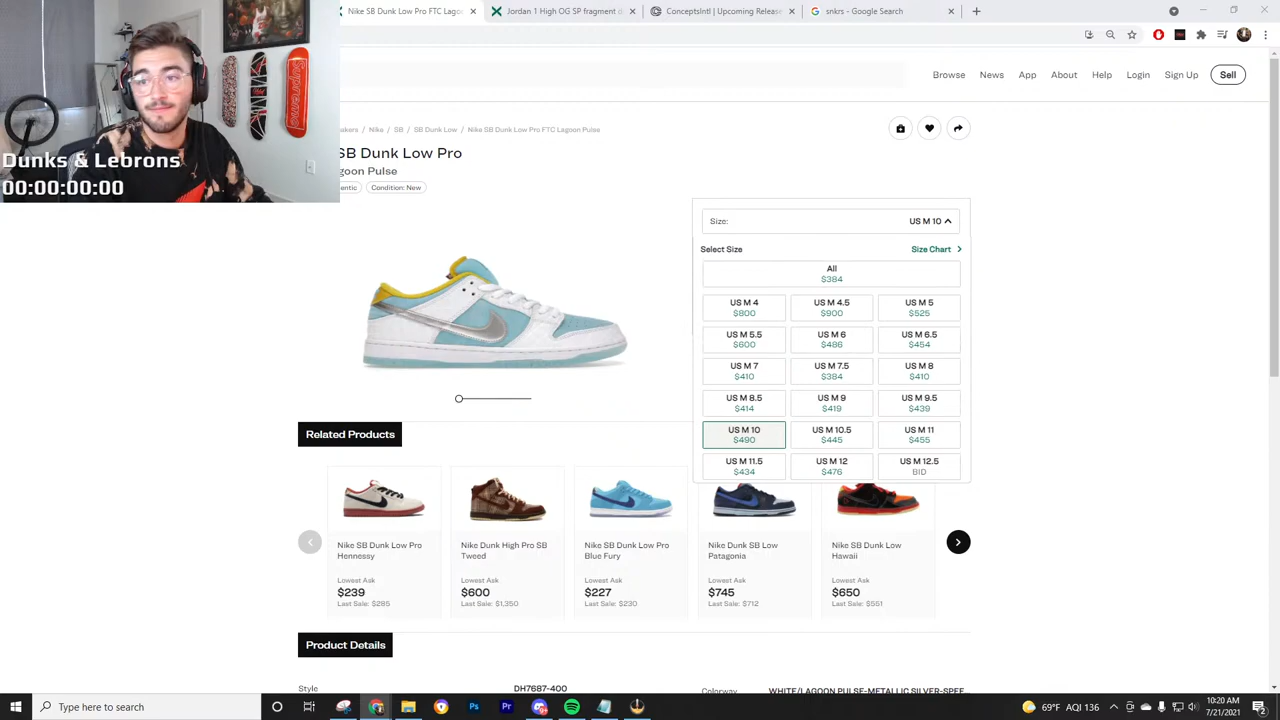 Nike SB Dunk Low Pro FTC Lago
Jordan 1 High OG SP fragment d
ConceptsIntl | Upcoming Release
snkrs - Google Search
Browse News App About Help Login Sign Up Sell
akers / Nike / SB / SB Dunk Low / Nike SB Dunk Low Pro FTC Lagoon Pulse
SB Dunk Low Pro
goon Pulse
entic Condition: New
Supreme
Dunks & Lebrons
00:00:00:00
Size: US M 10
Select Size Size Chart
All
$384
US M 4 US M 4.5 US M 5
$800 $900 $525
US M 5.5 US M 6 US M 6.5
$600 $486 $454
US M 7 US M 7.5 US M 8
$410 $384 $410
US M 8.5 US M 9 US M 9.5
$414 $419 $439
US M 10 US M 10.5 US M 11
$490 $445 $455
US M 11.5 US M 12 US M 12.5
$434 $476 BID
Related Products
Nike SB Dunk Low Pro
Hennessy
Lowest Ask
$239
Last Sale: $285
Nike Dunk High Pro SB
Tweed
Lowest Ask
$600
Last Sale: $1,350
Nike SB Dunk Low Pro
Blue Fury
Lowest Ask
$227
Last Sale: $230
Nike Dunk SB Low
Patagonia
Lowest Ask
$745
Last Sale: $712
Nike SB Dunk Low
Hawaii
Lowest Ask
$650
Last Sale: $551
Product Details
Style DH7687-400
Colorway WHITE/LAGOON PULSE-METALLIC SILVER-SPEE...
Type here to search
69°F AQI 136
10:20 AM
7/21/2021